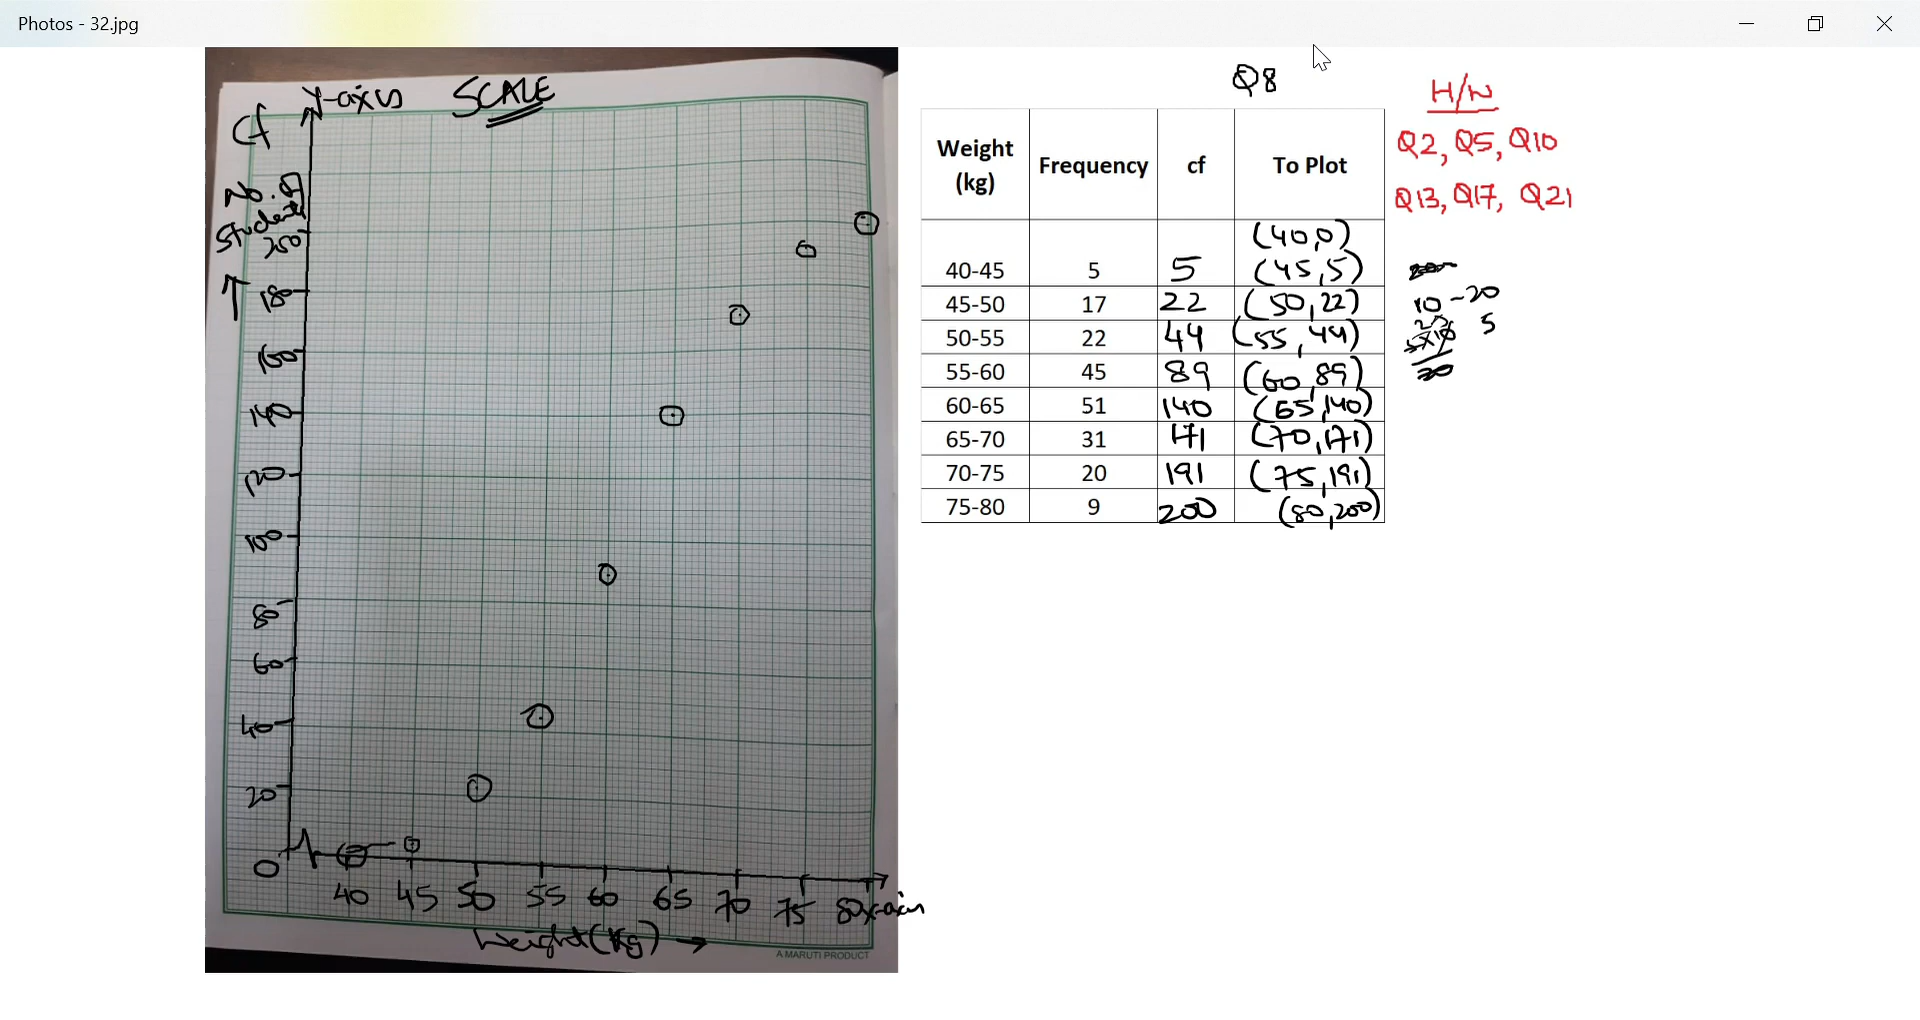 Photos - 32.jpg
Y-axis SCALE
cf
No. of
Students
200
180
160
140
120
100
80
60
40
20
0
40 45 50 55 60 65 70 75 80 X-axis
Weight (kg) →
A MARUTI PRODUCT
Q8
Weight (kg) Frequency cf To Plot
(40,0)
40-45 5 5 (45,5)
45-50 17 22 (50,22)
50-55 22 44 (55,44)
55-60 45 89 (60,89)
60-65 51 140 (65,140)
65-70 31 171 (70,171)
70-75 20 191 (75,191)
75-80 9 200 (80,200)
H/W
Q2, Q5, Q10
Q13, Q17, Q21
10 - 20
5